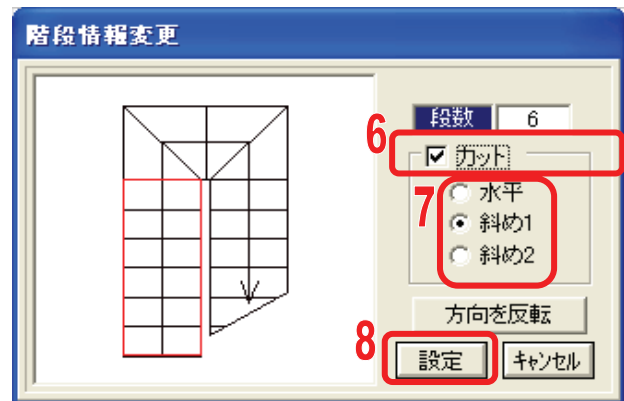 階段情報変更
段数 6
6
カット
7
水平
斜め1
斜め2
方向を反転
8
設定 キャンセル